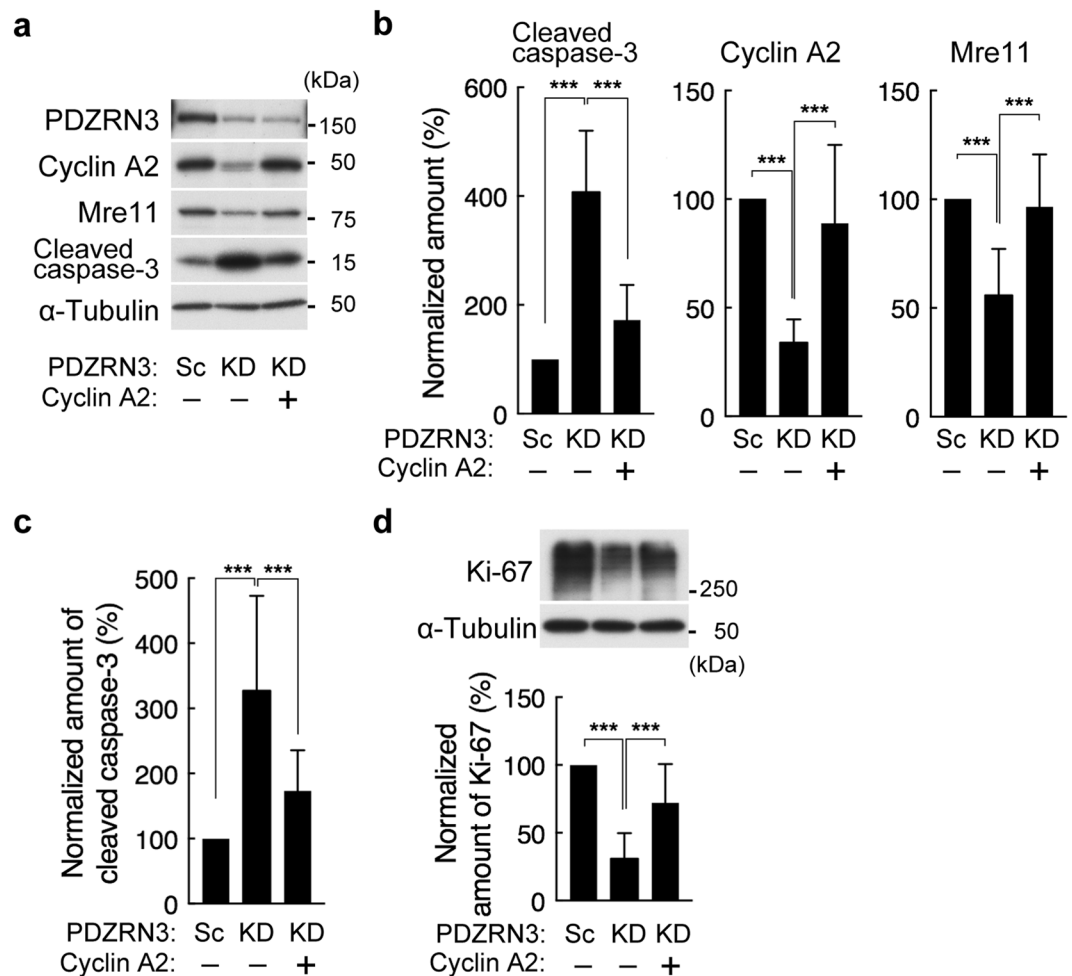 a
(kDa)
PDZRN3
150
Cyclin A2
50
Mre11
75
Cleaved
caspase-3
15
α-Tubulin
50
PDZRN3: Sc KD KD
Cyclin A2: – – +
b
Cleaved
caspase-3
Cyclin A2
Mre11
Normalized amount (%)
600
400
200
0
*** ***
150
100
50
0
*** ***
150
100
50
0
*** ***
PDZRN3: Sc KD KD Sc KD KD Sc KD KD
Cyclin A2: – – + – – + – – +
c
Normalized amount of
cleaved caspase-3 (%)
500
400
300
200
100
0
*** ***
PDZRN3: Sc KD KD
Cyclin A2: – – +
d
Ki-67
250
α-Tubulin
50
(kDa)
Normalized
amount of Ki-67 (%)
150
100
50
0
*** ***
PDZRN3: Sc KD KD
Cyclin A2: – – +